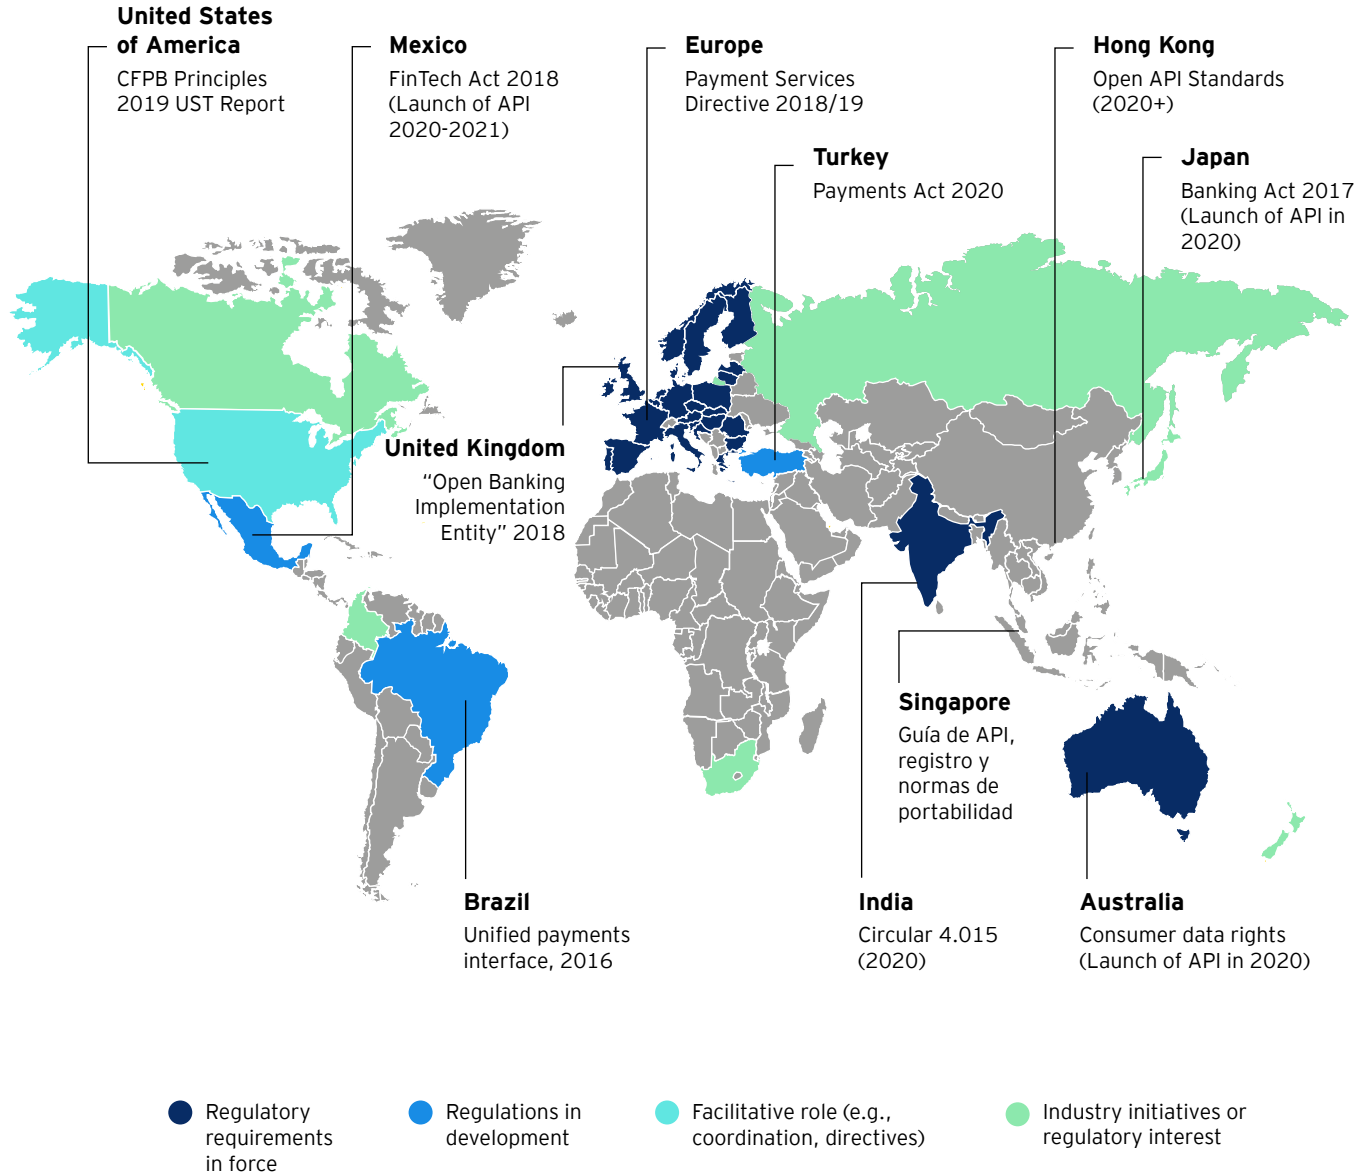 United States
of America
CFPB Principles
2019 UST Report
Mexico
FinTech Act 2018
(Launch of API
2020-2021)
Europe
Payment Services
Directive 2018/19
Hong Kong
Open API Standards
(2020+)
Turkey
Payments Act 2020
Japan
Banking Act 2017
(Launch of API in
2020)
United Kingdom
“Open Banking
Implementation
Entity” 2018
Singapore
Guía de API,
registro y
normas de
portabilidad
Brazil
Unified payments
interface, 2016
India
Circular 4.015
(2020)
Australia
Consumer data rights
(Launch of API in 2020)
Regulatory
requirements
in force
Regulations in
development
Facilitative role (e.g.,
coordination, directives)
Industry initiatives or
regulatory interest